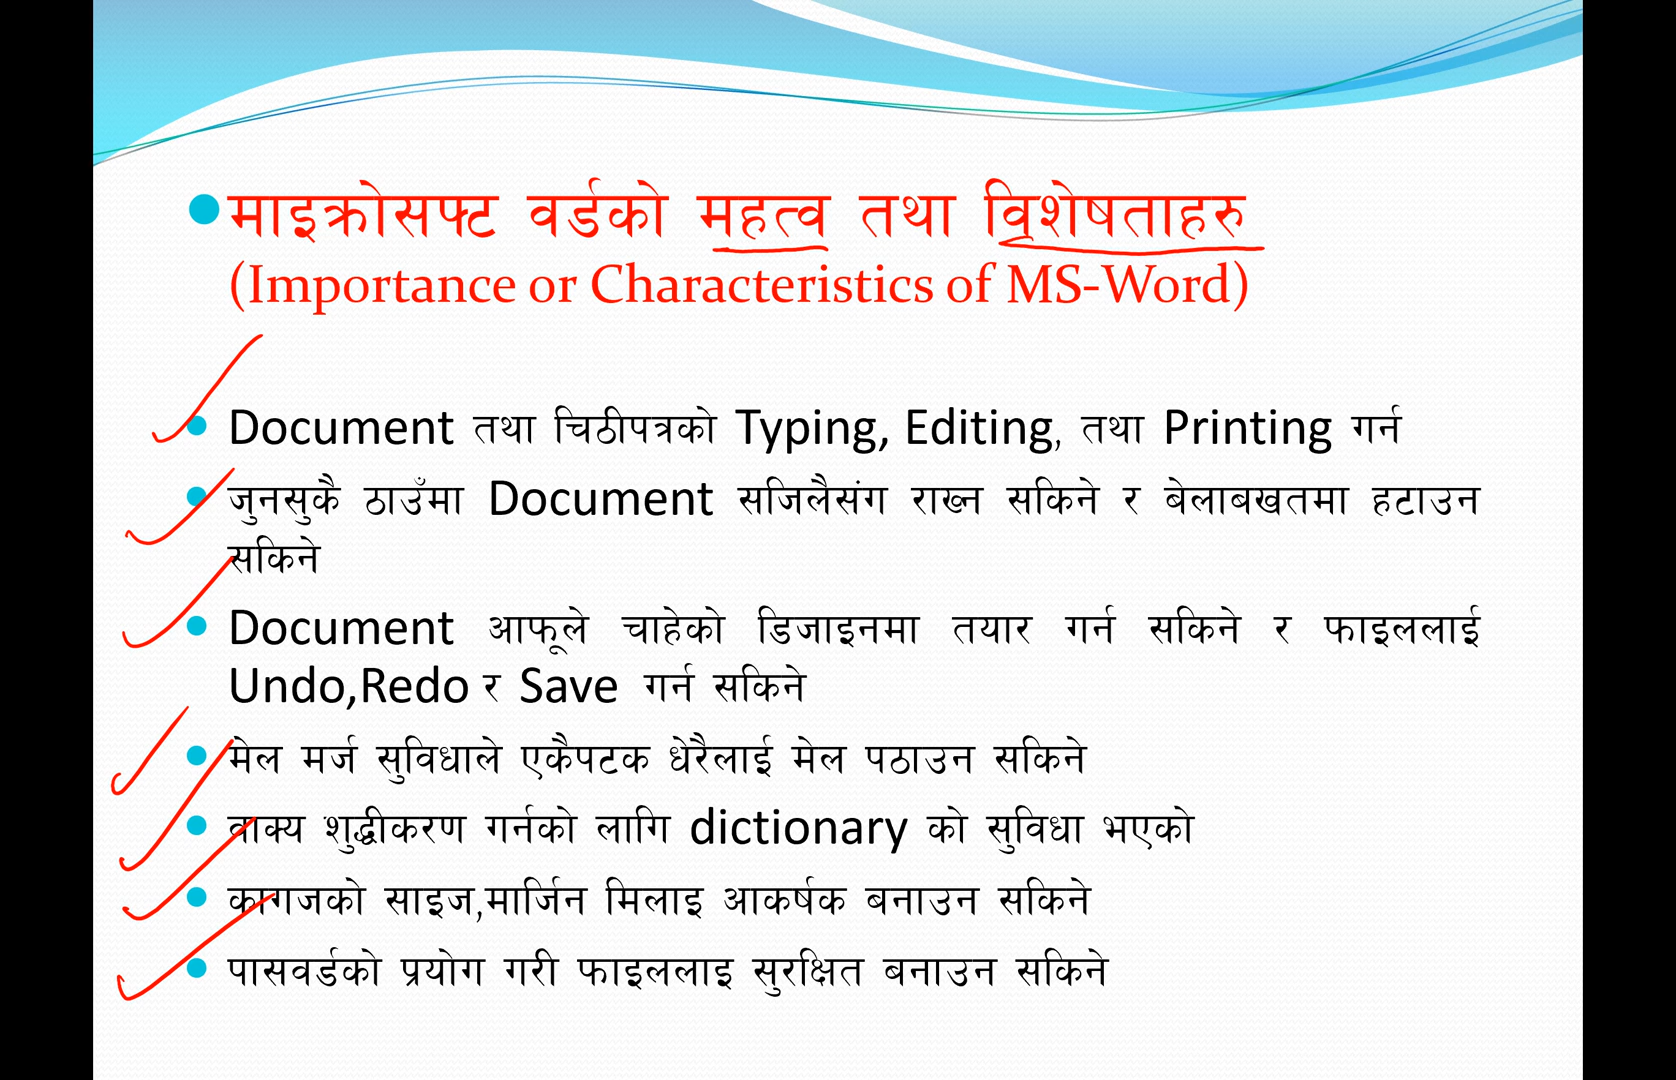 माइक्रोसफ्ट वर्डको महत्व तथा विशेषताहरु
(Importance or Characteristics of MS-Word)
Document तथा चिठीपत्रको Typing, Editing, तथा Printing गर्न
जुनसुकै ठाउँमा Document सजिलैसंग राख्न सकिने र बेलाबखतमा हटाउन
सकिने
Document आफूले चाहेको डिजाइनमा तयार गर्न सकिने र फाइललाई
Undo,Redo र Save गर्न सकिने
मेल मर्ज सुविधाले एकैपटक धेरैलाई मेल पठाउन सकिने
वाक्य शुद्धीकरण गर्नको लागि dictionary को सुविधा भएको
कागजको साइज,मार्जिन मिलाइ आकर्षक बनाउन सकिने
पासवर्डको प्रयोग गरी फाइललाइ सुरक्षित बनाउन सकिने